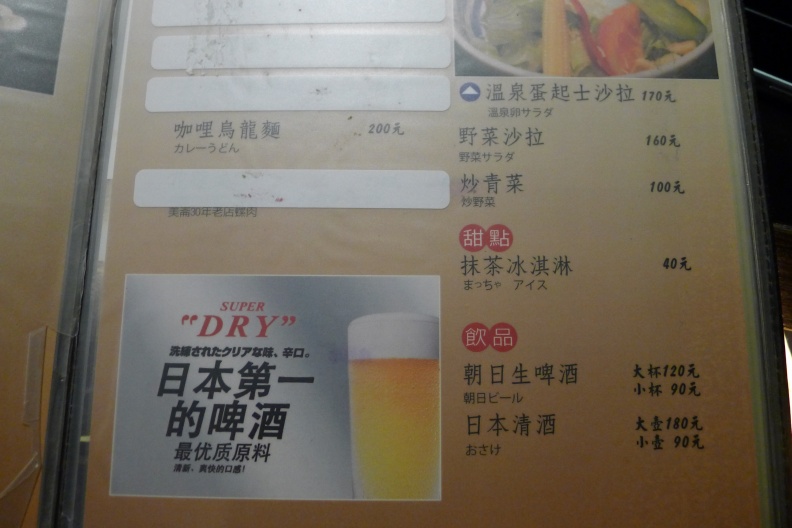 咖哩烏龍麵 200元
カレーうどん
美濃30年老店
溫泉蛋起士沙拉 170元
溫泉卵サラダ
野菜沙拉 160元
野菜サラダ
炒青菜 100元
妙野菜
甜點
抹茶冰淇淋 40元
まっちゃ アイス
飲品
朝日生啤酒 大杯120元
朝日ビール 小杯 90元
日本清酒 大壺180元
おさけ 小壺 90元
SUPER
"DRY"
洗練されたクリアな味、辛口。
日本第一
的啤酒
最优质原料
清新、爽快的口感!